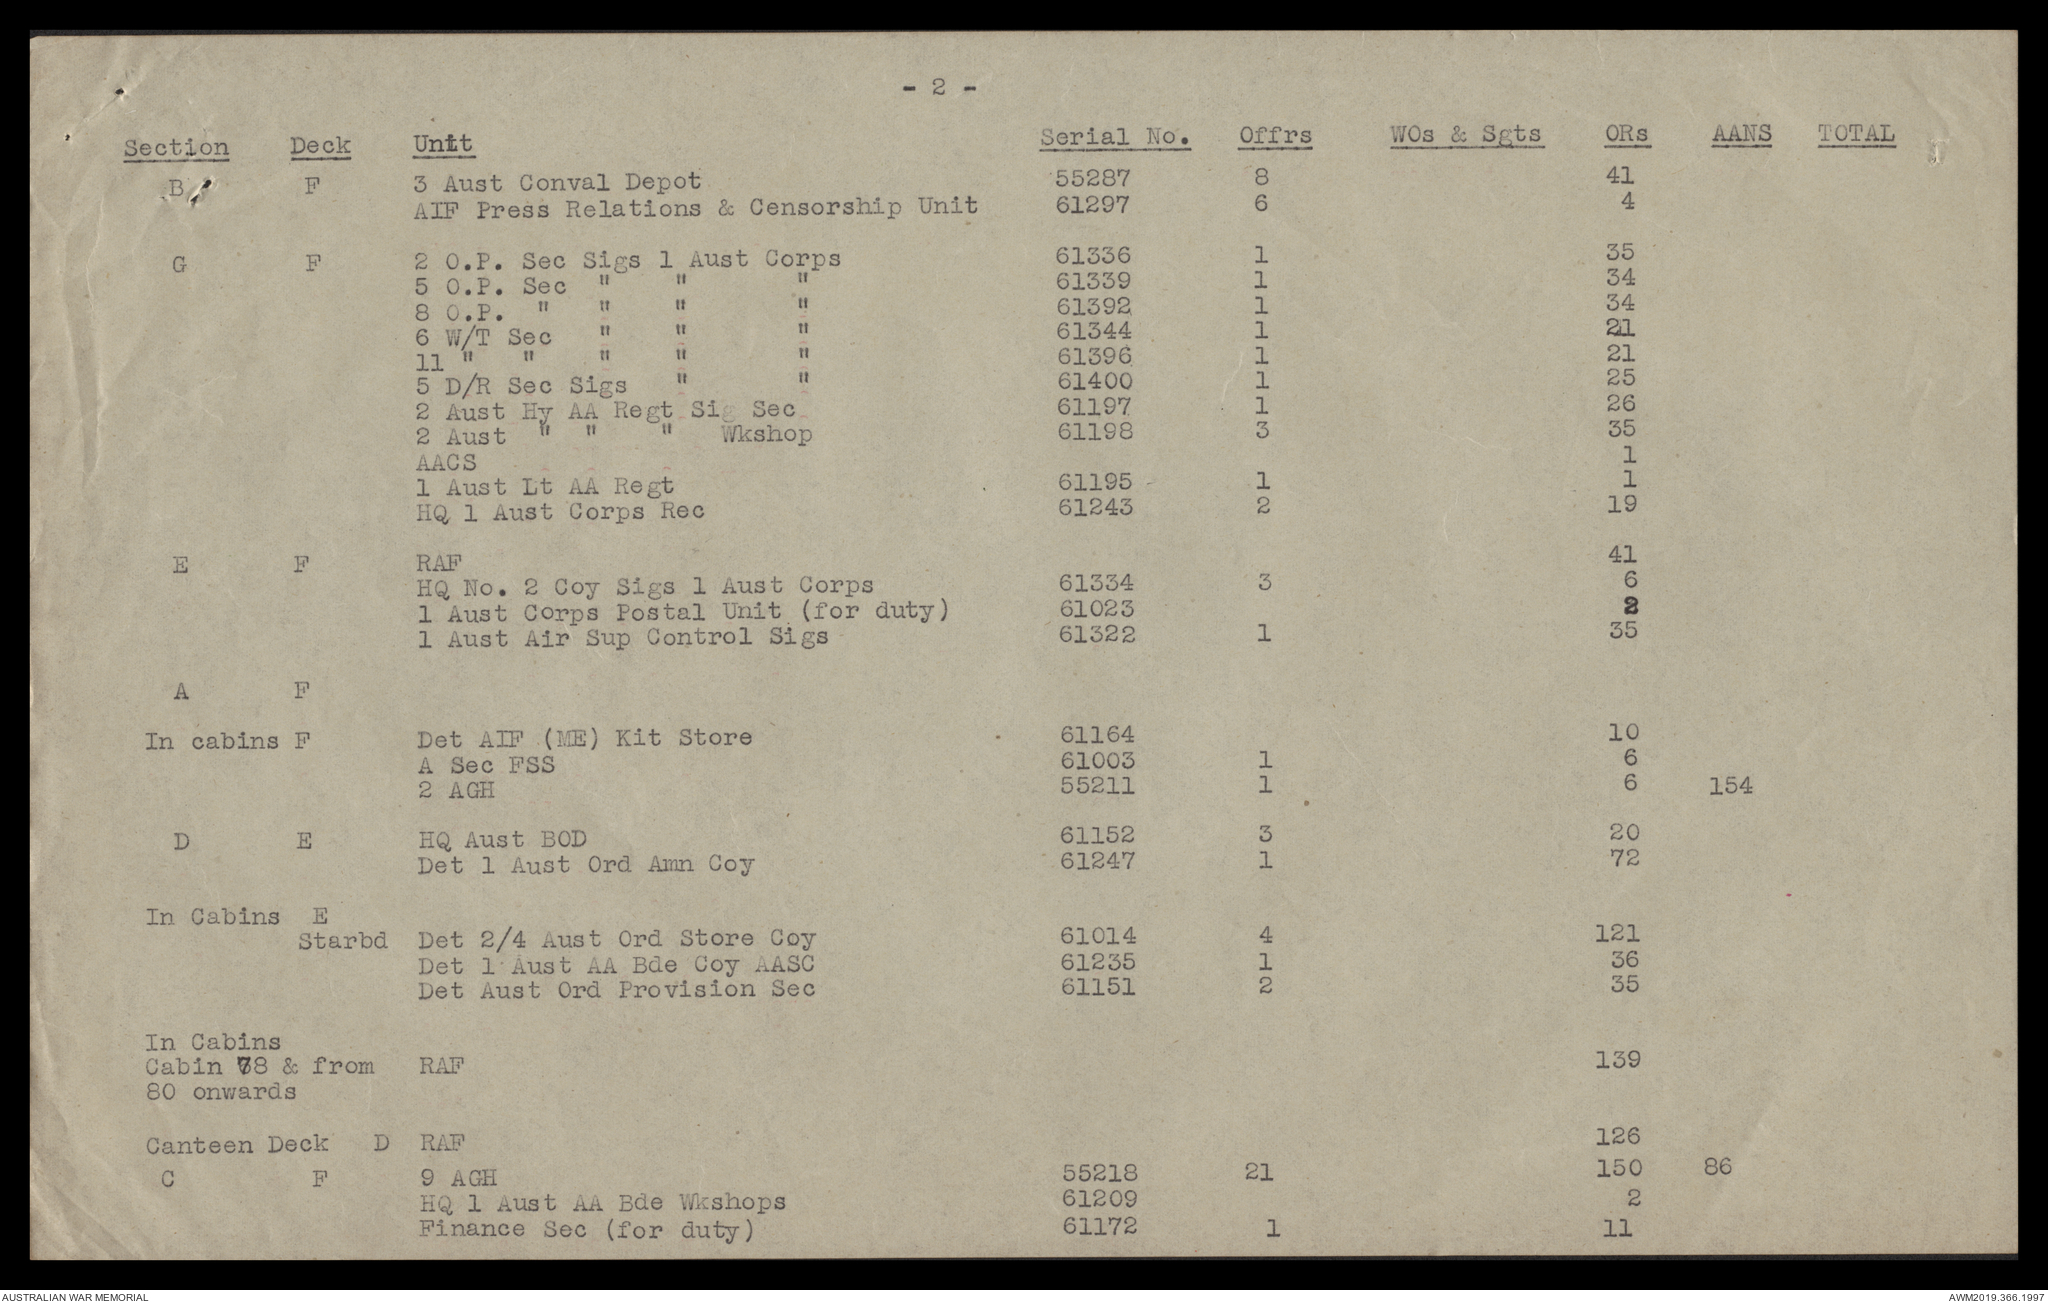 - 2 -
Section Deck Unit Serial No. Offrs WOs & Sgts ORs AANS TOTAL
B F 3 Aust Conval Depot 55287 8 41
AIF Press Relations & Censorship Unit 61297 6 4
G F 2 O.P. Sec Sigs 1 Aust Corps 61336 1 35
5 O.P. Sec " " " 61339 1 34
8 O.P. " " " " 61392 1 34
6 W/T Sec " " " 61344 1 21
11 " " " " " 61396 1 21
5 D/R Sec Sigs " " 61400 1 25
2 Aust Hy AA Regt Sig Sec 61197 1 26
2 Aust " " " Wkshop 61198 3 35
AACS 1
1 Aust Lt AA Regt 61195 1 1
HQ 1 Aust Corps Rec 61243 2 19
E F RAF 41
HQ No. 2 Coy Sigs 1 Aust Corps 61334 3 6
1 Aust Corps Postal Unit (for duty) 61023 2
1 Aust Air Sup Control Sigs 61322 1 35
A F
In cabins F Det AIF (ME) Kit Store 61164 10
A Sec FSS 61003 1 6
2 AGH 55211 1 6 154
D E HQ Aust BOD 61152 3 20
Det 1 Aust Ord Amn Coy 61247 1 72
In Cabins E
Starbd Det 2/4 Aust Ord Store Coy 61014 4 121
Det 1 Aust AA Bde Coy AASC 61235 1 36
Det Aust Ord Provision Sec 61151 2 35
In Cabins
Cabin 78 & from RAF 139
80 onwards
Canteen Deck D RAF 126
C F 9 AGH 55218 21 150 86
HQ 1 Aust AA Bde Wkshops 61209 2
Finance Sec (for duty) 61172 1 11
AUSTRALIAN WAR MEMORIAL AWM2019.366.1997